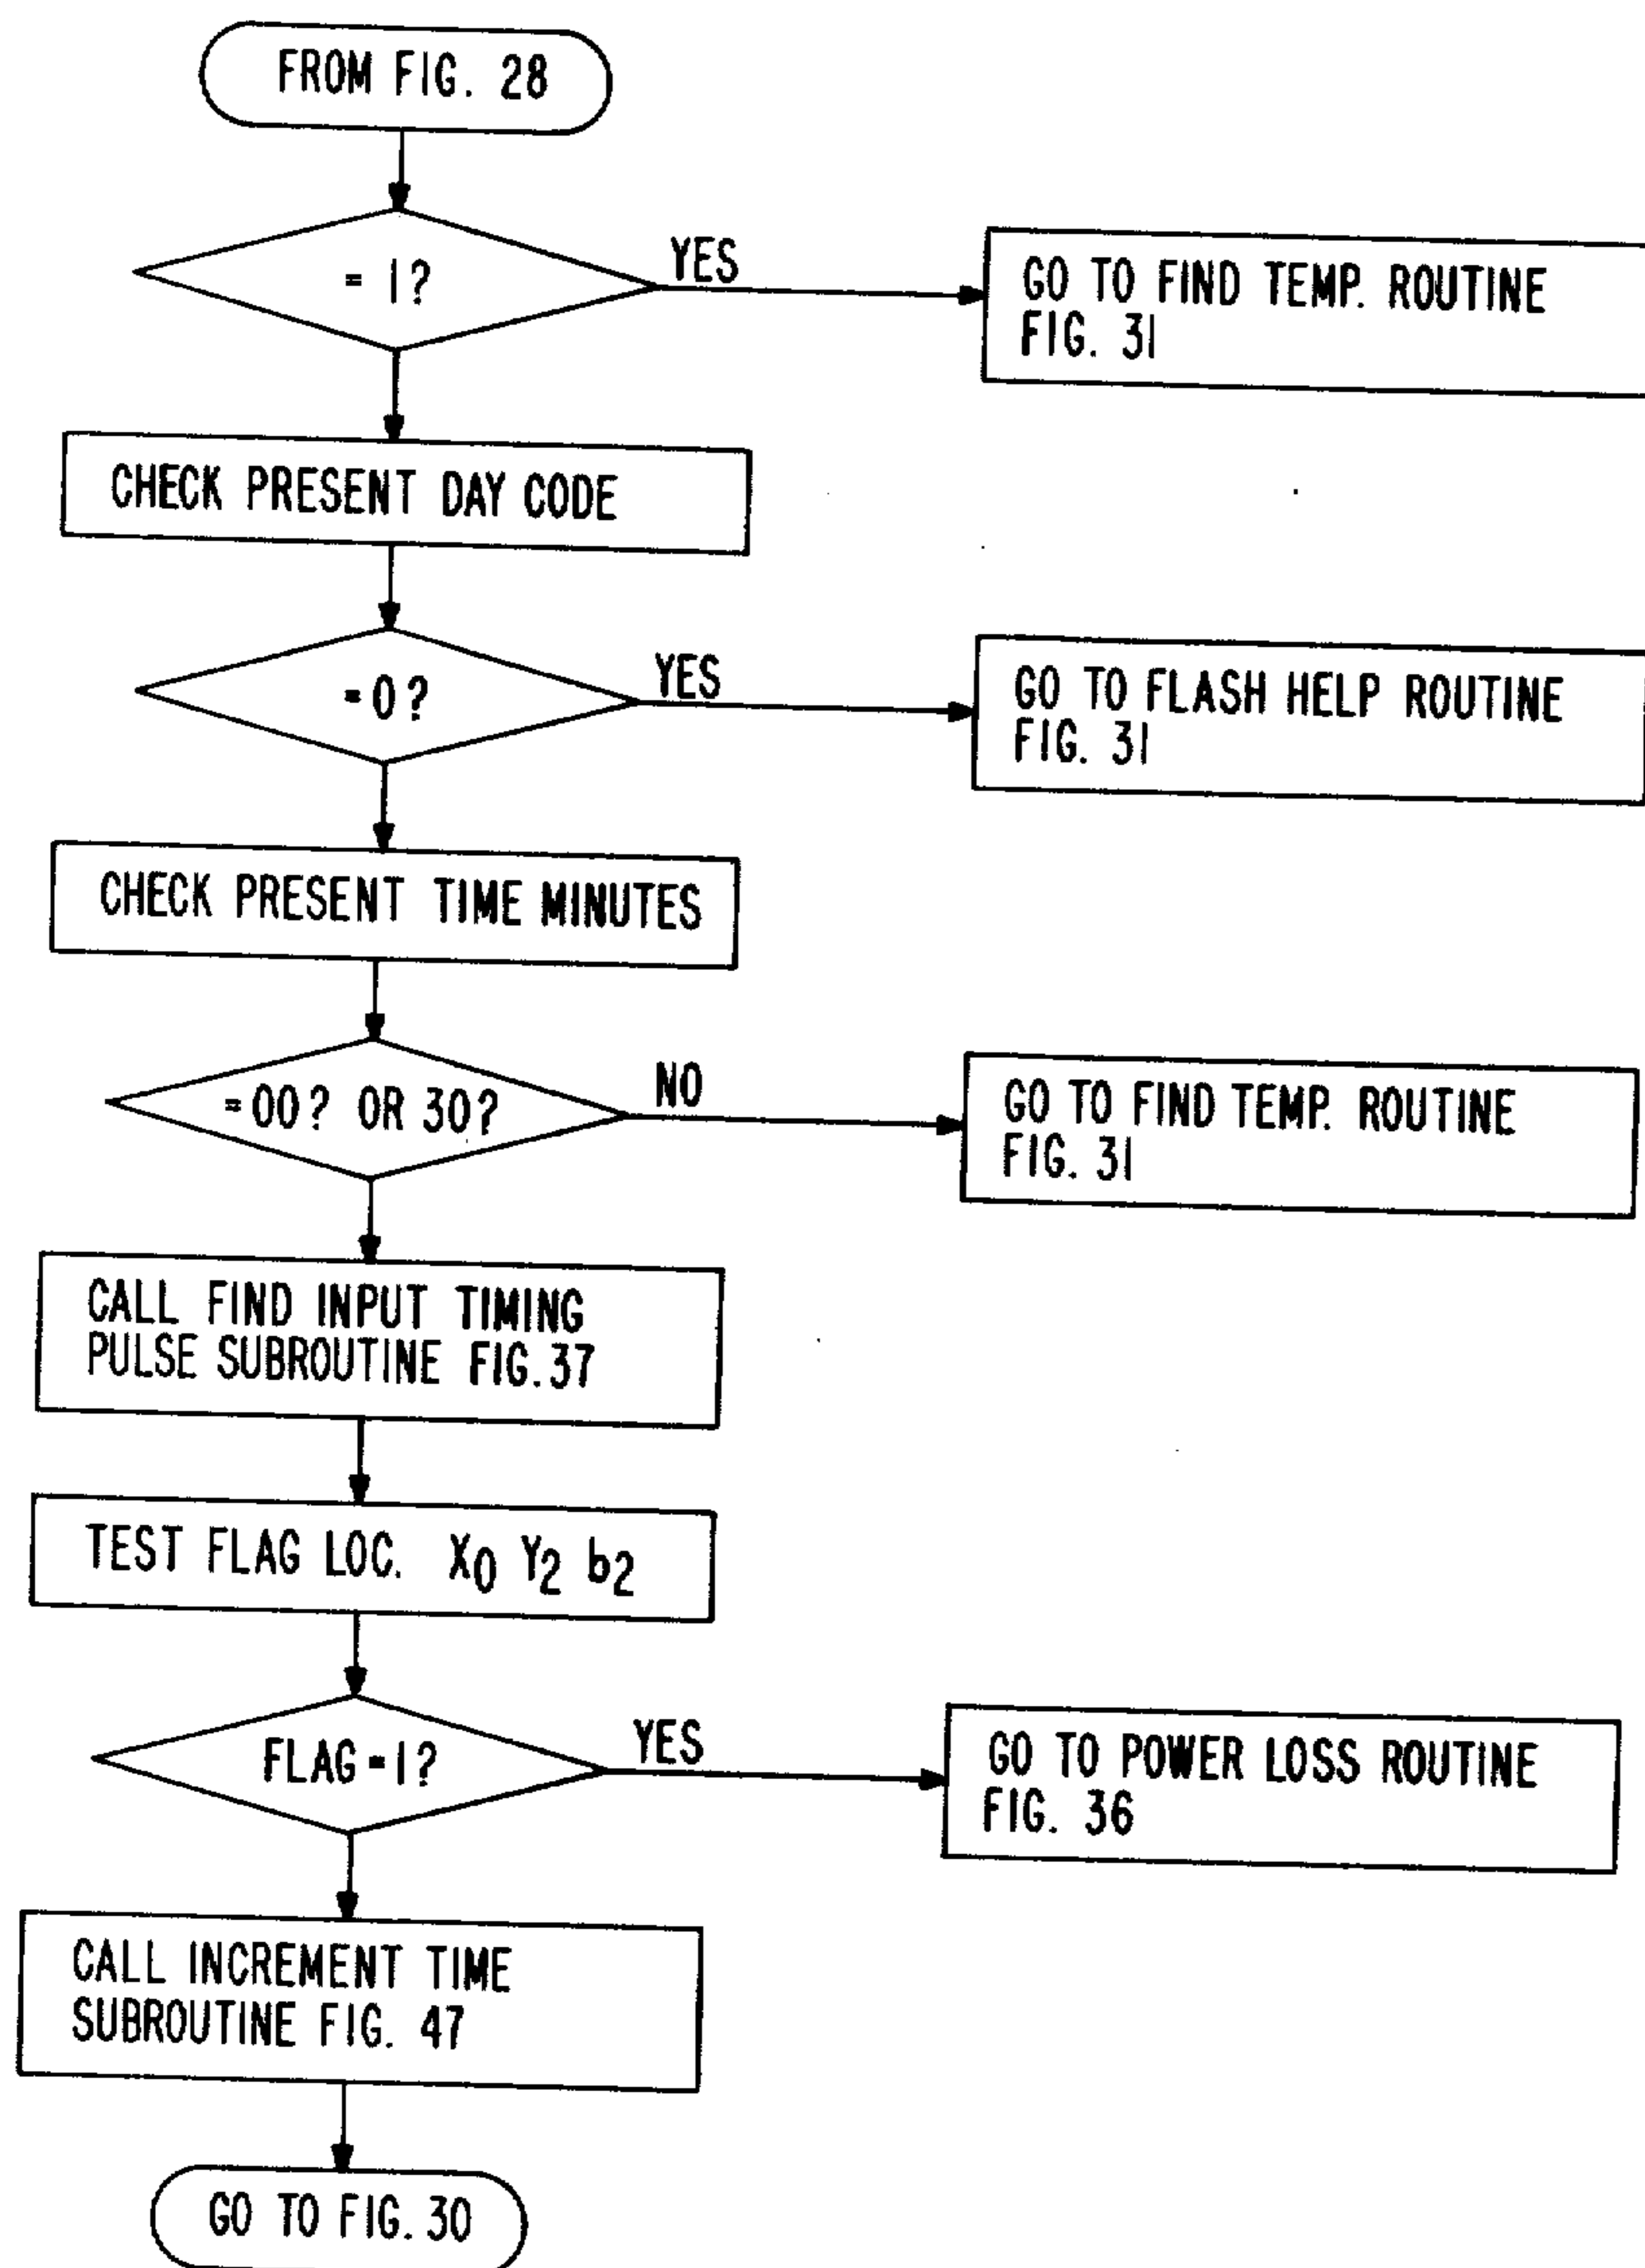 FROM FIG. 28
= 1?
YES
GO TO FIND TEMP. ROUTINE
FIG. 31
CHECK PRESENT DAY CODE
=0?
YES
GO TO FLASH HELP ROUTINE
FIG. 31
CHECK PRESENT TIME MINUTES
=00? OR 30?
NO
GO TO FIND TEMP. ROUTINE
FIG. 31
CALL FIND INPUT TIMING
PULSE SUBROUTINE FIG. 37
TEST FLAG LOC. X0 Y2 b2
FLAG=1?
YES
GO TO POWER LOSS ROUTINE
FIG. 36
CALL INCREMENT TIME
SUBROUTINE FIG. 47
GO TO FIG. 30